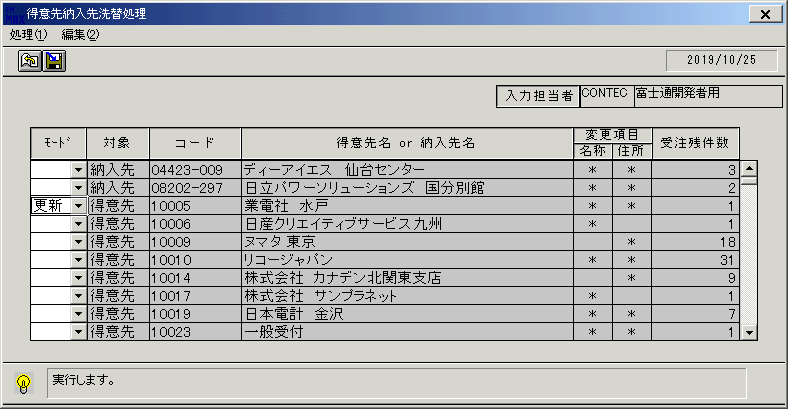 得意先納入先洗替処理
処理(1) 編集(2)
2019/10/25
入力担当者 CONTEC 富士通開発者用
ﾓｰﾄﾞ 対象 コード 得意先名 or 納入先名 変更項目 受注残件数
名称 住所
納入先 04423-009 ディーアイエス 仙台センター * * 3
納入先 08202-297 日立パワーソリューションズ 国分別館 * * 2
更新 得意先 10005 業電社 水戸 * * 1
得意先 10006 日産クリエイティブサービス九州 * 1
得意先 10009 ヌマタ東京 * 18
得意先 10010 リコージャパン * * 31
得意先 10014 株式会社 カナデン北関東支店 * 9
得意先 10017 株式会社 サンプラネット * 1
得意先 10019 日本電計 金沢 * * 7
得意先 10023 一般受付 * * 1
実行します。